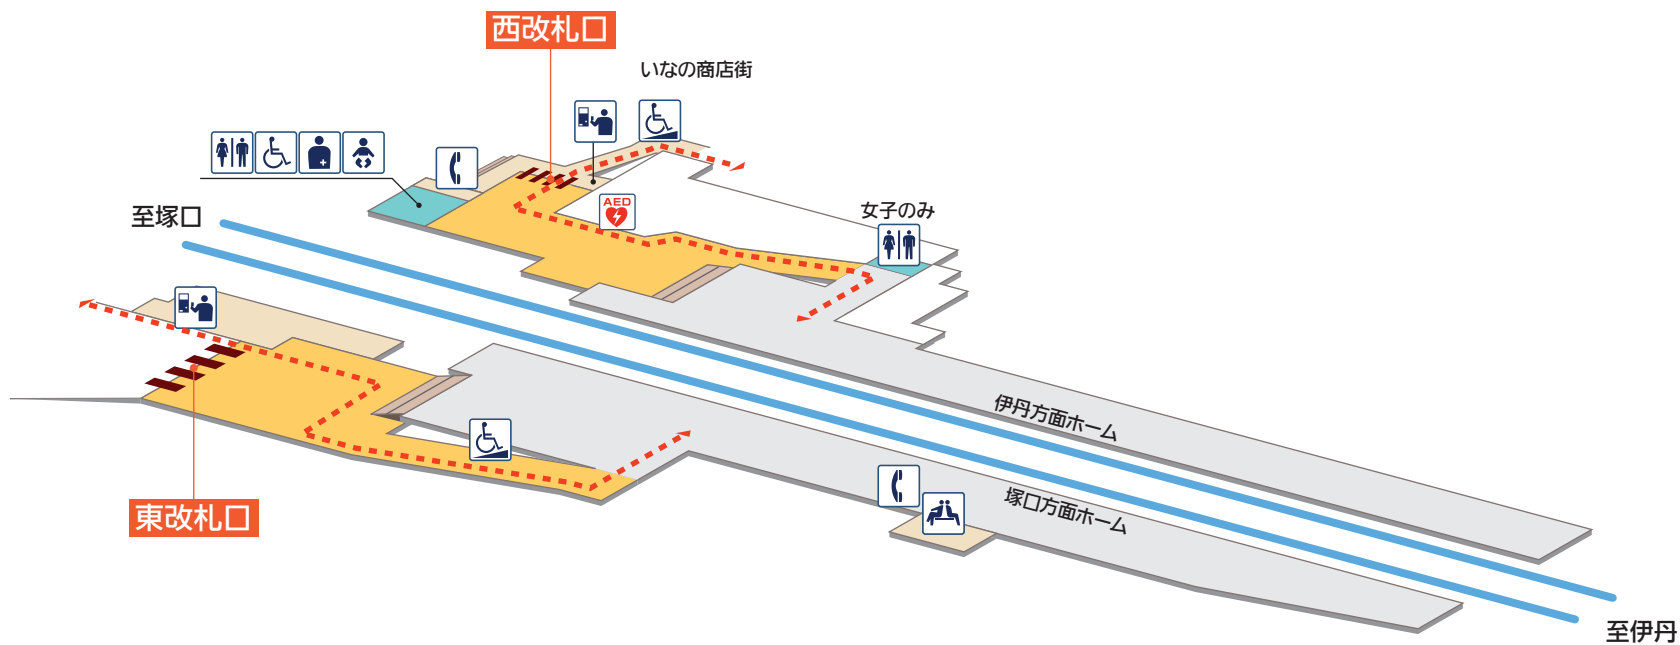 西改札口
いなの商店街
AED
女子のみ
至塚口
伊丹方面ホーム
塚口方面ホーム
東改札口
至伊丹